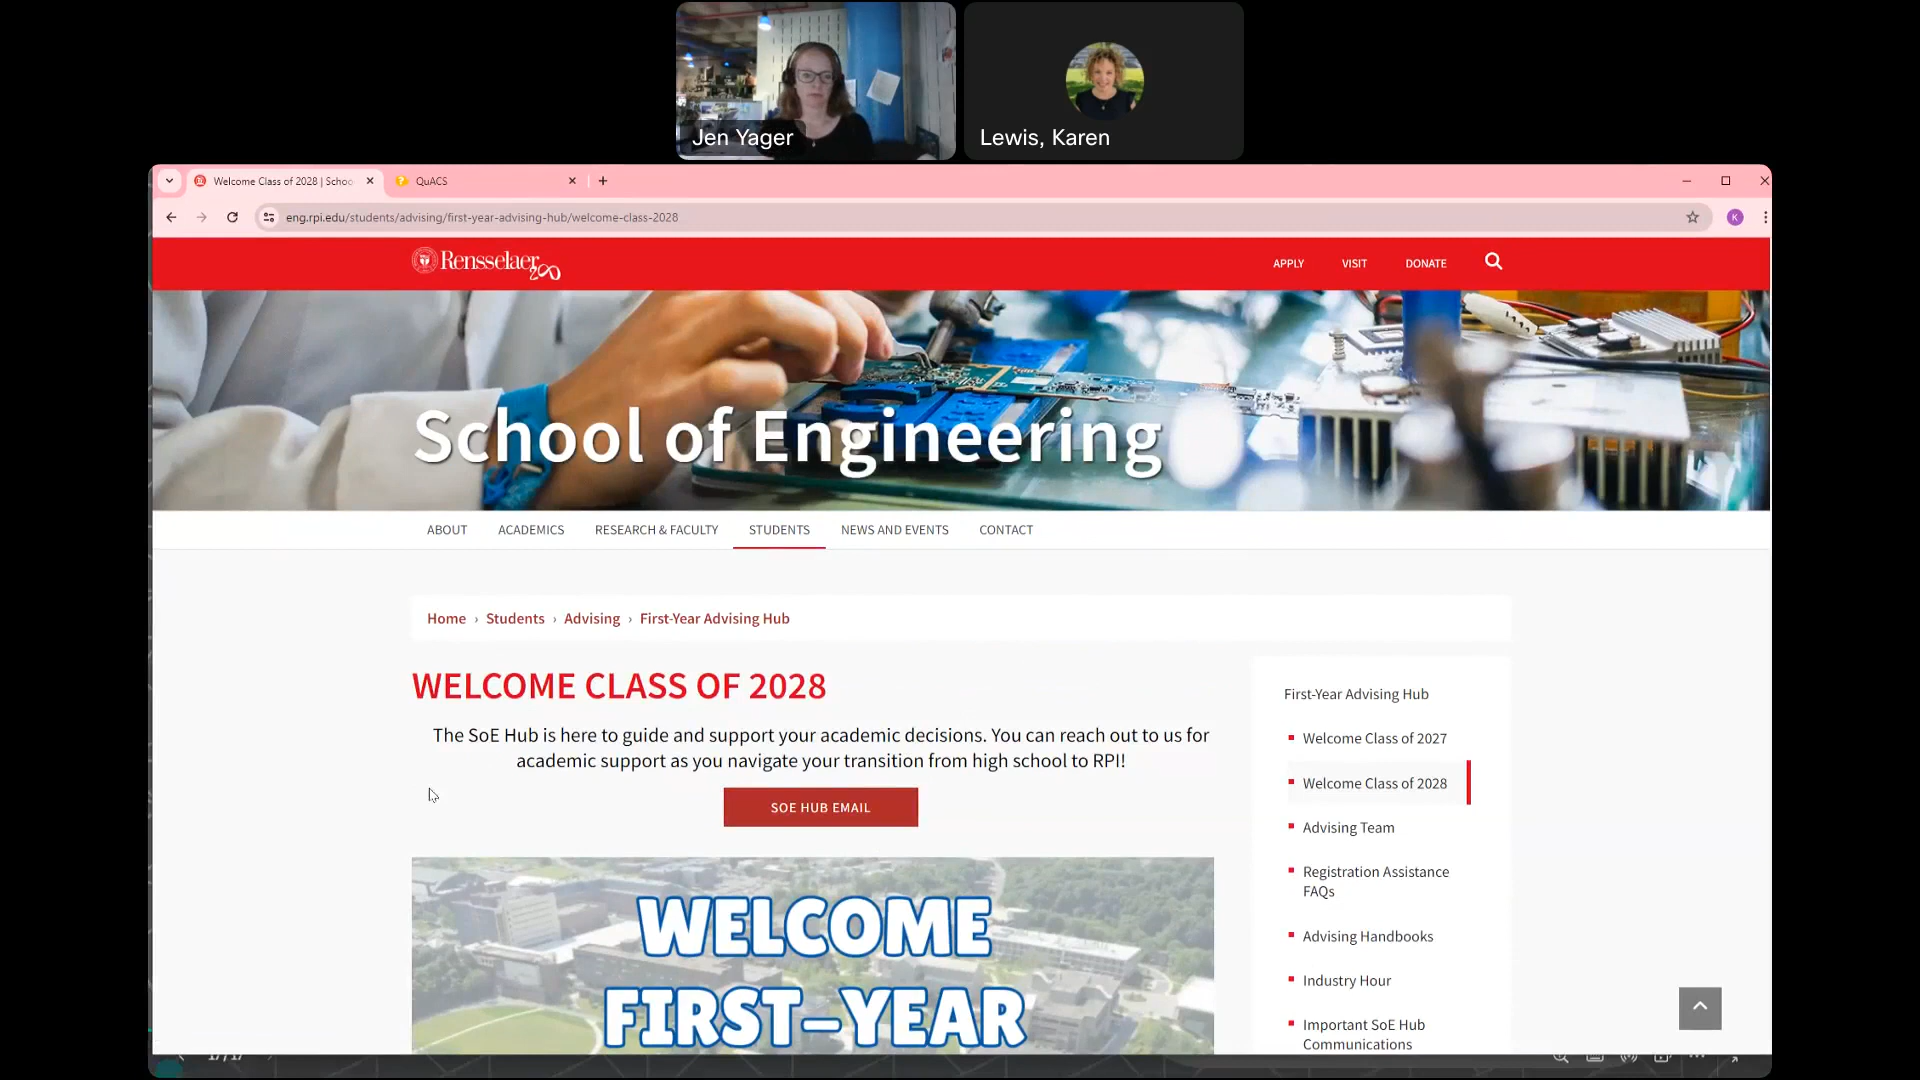 Jen Yager
Lewis, Karen
Welcome Class of 2028 | Schoo
QuACS
eng.rpi.edu/students/advising/first-year-advising-hub/welcome-class-2028
K
Rensselaer
200
APPLY
VISIT
DONATE
School of Engineering
ABOUT
ACADEMICS
RESEARCH & FACULTY
STUDENTS
NEWS AND EVENTS
CONTACT
Home › Students › Advising › First-Year Advising Hub
WELCOME CLASS OF 2028
The SoE Hub is here to guide and support your academic decisions. You can reach out to us for
academic support as you navigate your transition from high school to RPI!
SOE HUB EMAIL
WELCOME
FIRST-YEAR
First-Year Advising Hub
Welcome Class of 2027
Welcome Class of 2028
Advising Team
Registration Assistance
FAQs
Advising Handbooks
Industry Hour
Important SoE Hub
Communications